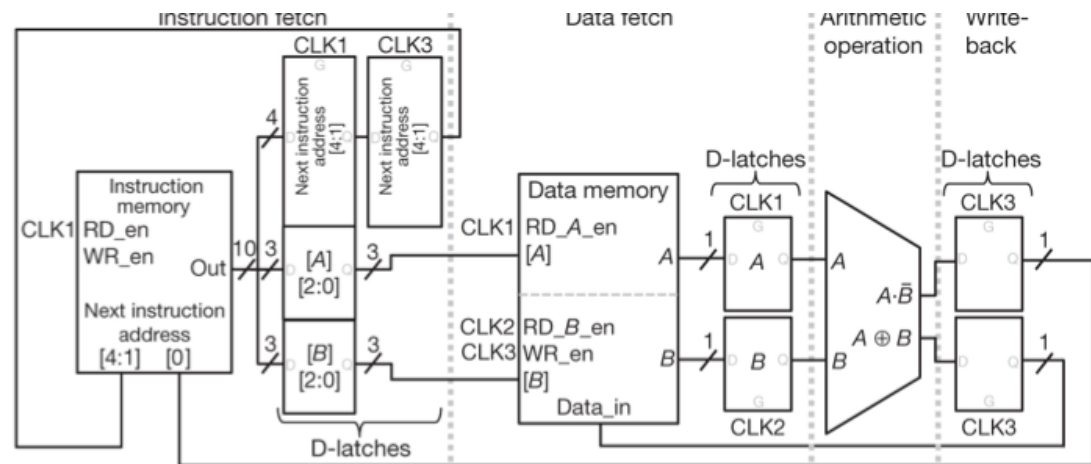 Instruction fetch
Data fetch
Arithmetic
operation
Write-
back
CLK1
CLK3
G
G
Next instruction
address
[4:1]
Next instruction
address
[4:1]
4
D
Q
D
Q
D-latches
D-latches
Instruction
memory
CLK1
RD_en
WR_en
Out
10
3
D
[A]
[2:0]
Q
3
Next instruction
address
[4:1]
[0]
3
D
[B]
[2:0]
Q
3
D-latches
Data memory
CLK1
RD_A_en
[A]
A
1
CLK2
RD_B_en
CLK3
WR_en
[B]
B
1
Data_in
CLK1
G
D
A
Q
D
B
Q
G
CLK2
A
A·B̄
A ⊕ B
B
CLK3
G
D
Q
1
D
Q
1
G
CLK3